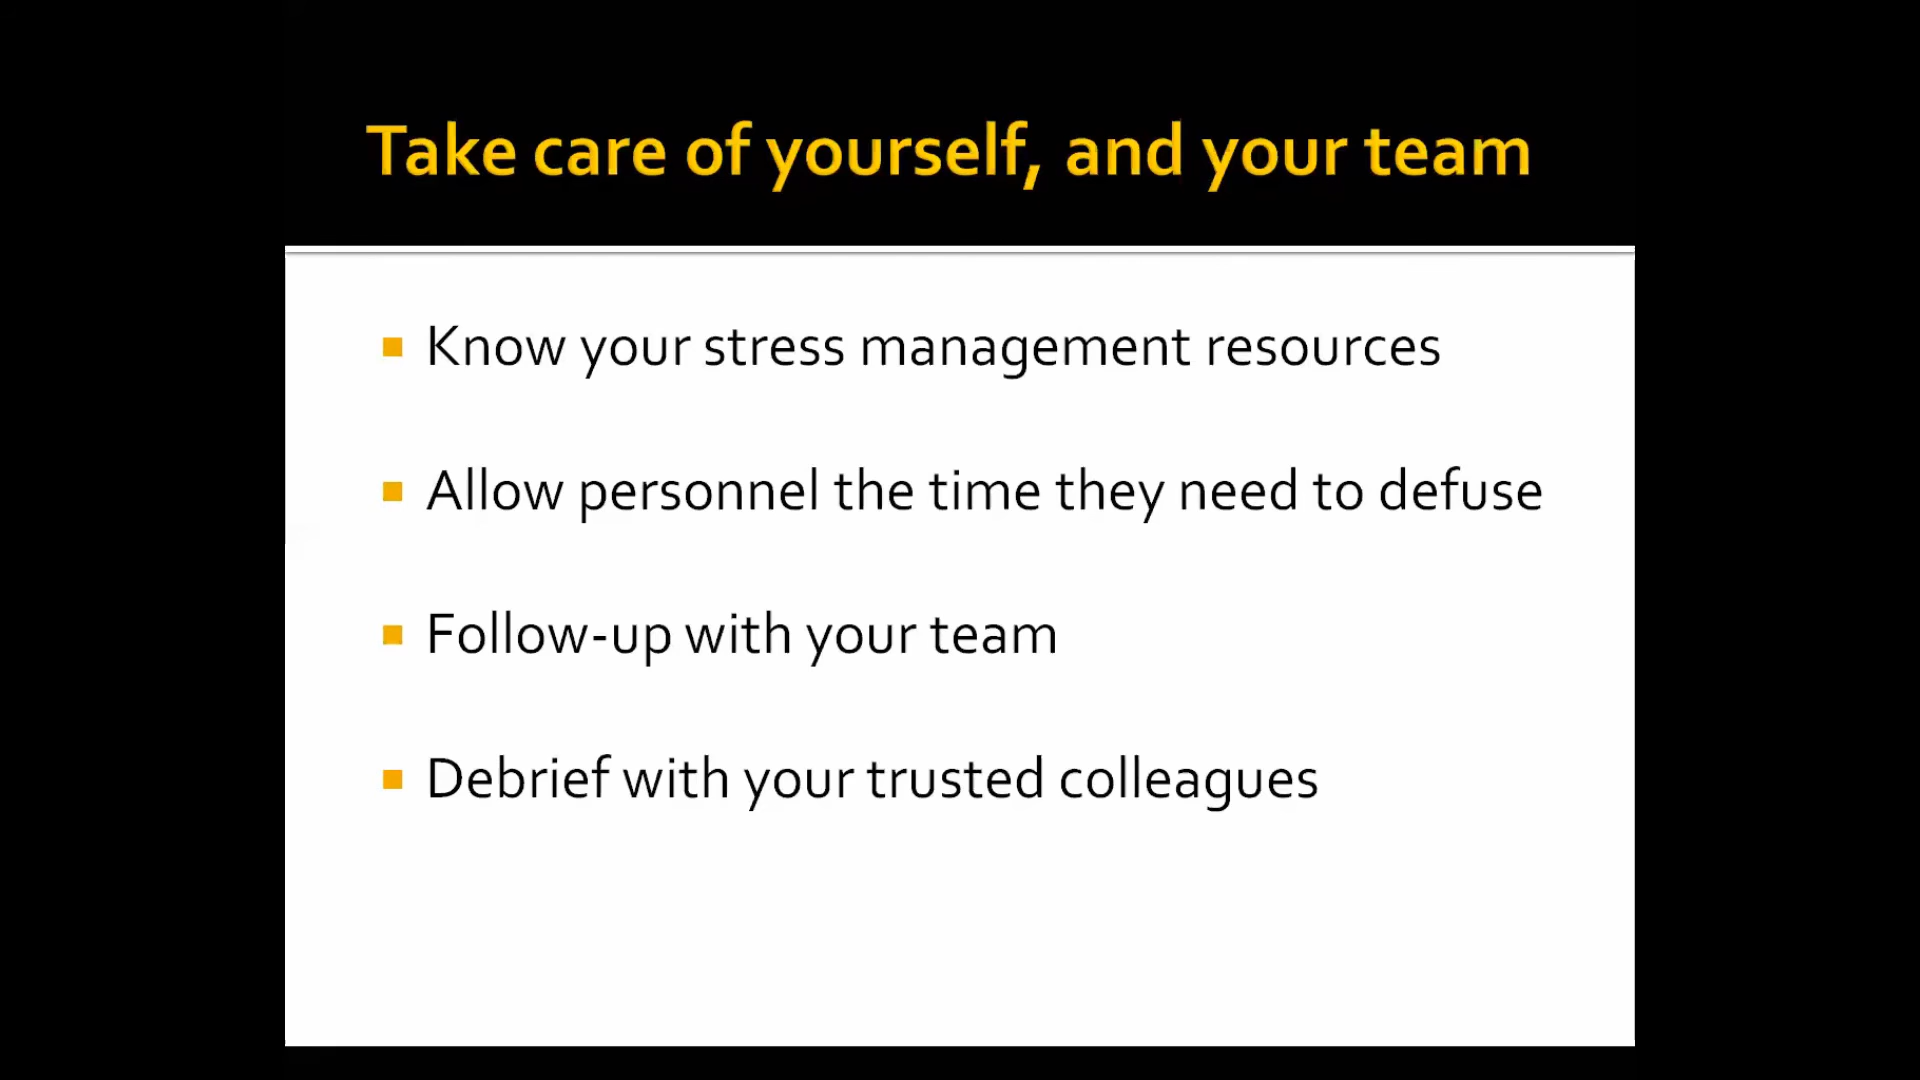 Take care of yourself, and your team
Know your stress management resources
Allow personnel the time they need to defuse
Follow-up with your team
Debrief with your trusted colleagues